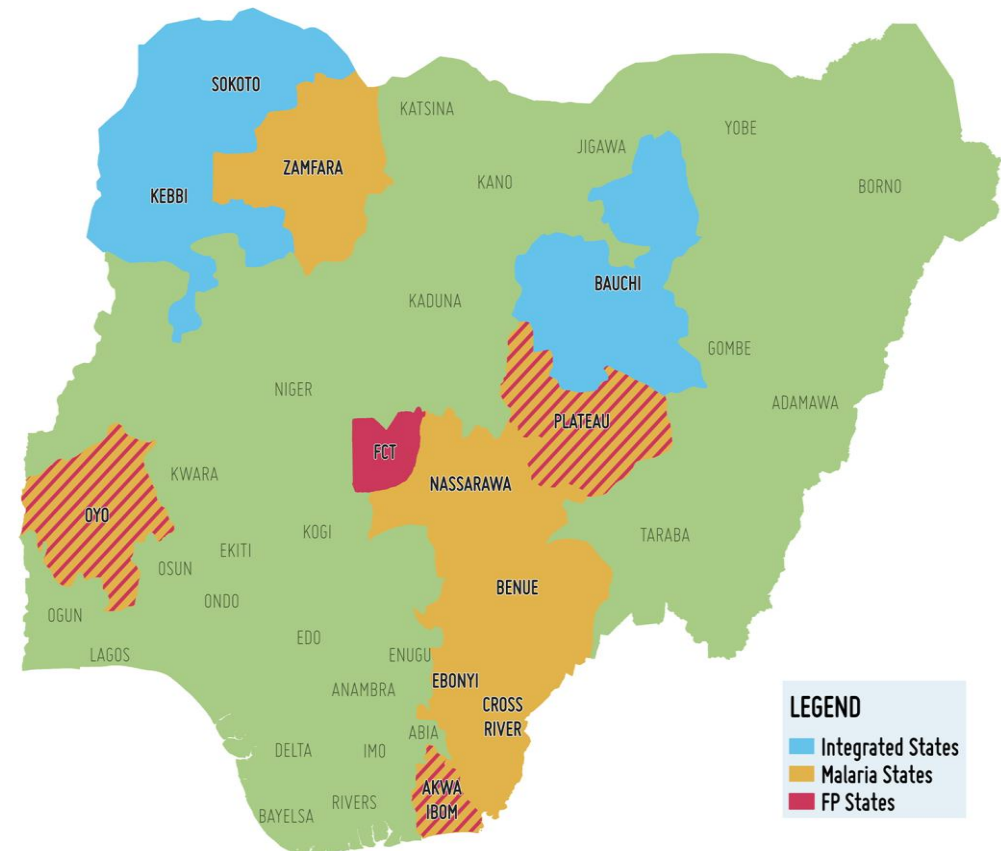 SOKOTO
KATSINA
YOBE
JIGAWA
ZAMFARA
KANO
BORNO
KEBBI
BAUCHI
KADUNA
GOMBE
NIGER
ADAMAWA
PLATEAU
FCT
KWARA
NASSARAWA
OYO
KOGI
TARABA
EKITI
OSUN
BENUE
ONDO
OGUN
EDO
LAGOS
ENUGU
EBONYI
ANAMBRA
CROSS
RIVER
ABIA
DELTA
IMO
AKWA
IBOM
RIVERS
BAYELSA
LEGEND
Integrated States
Malaria States
FP States